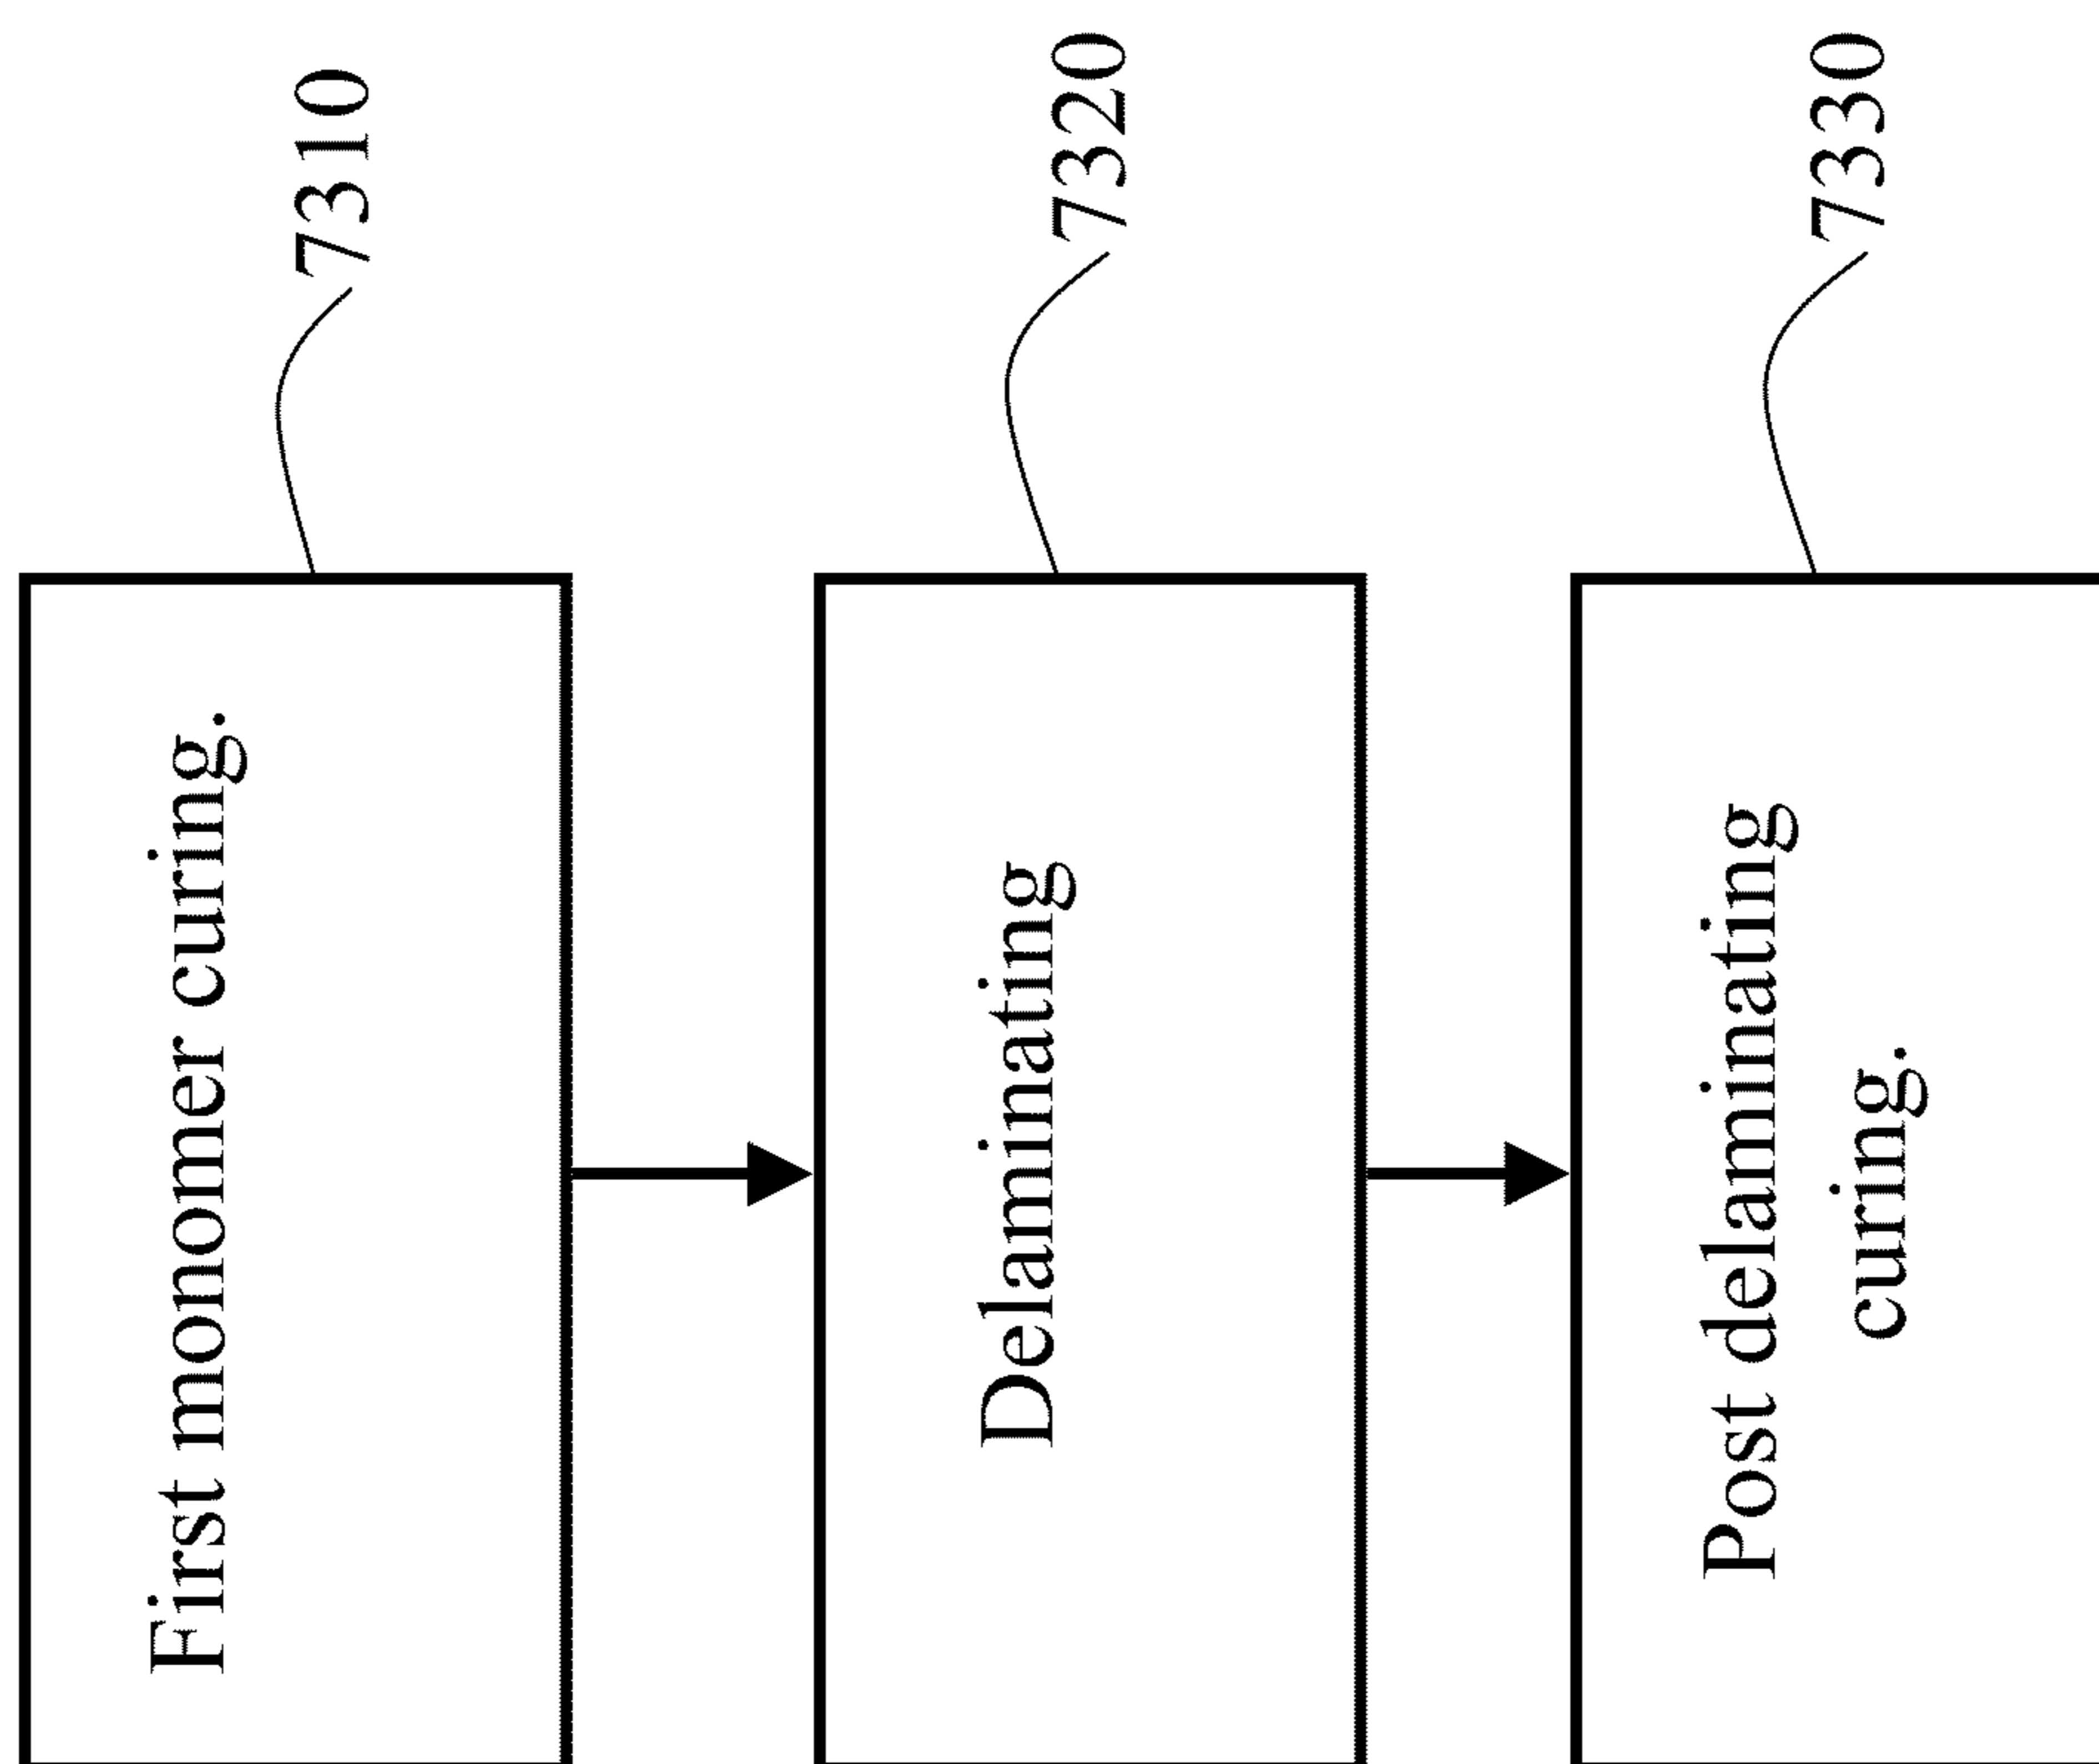 First monomer curing.
7310
Delaminating
7320
Post delaminating
curing.
7330